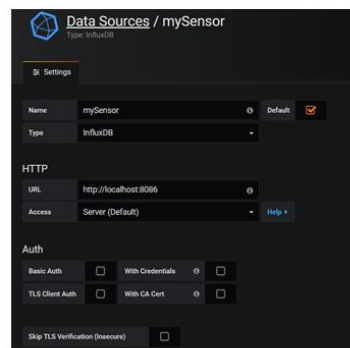 Data Sources / mySensor
Type: InfluxDB
Settings
Name mySensor Default
Type InfluxDB
HTTP
URL http://localhost:8086
Access Server (Default) Help
Auth
Basic Auth With Credentials
TLS Client Auth With CA Cert
Skip TLS Verification (Insecure)